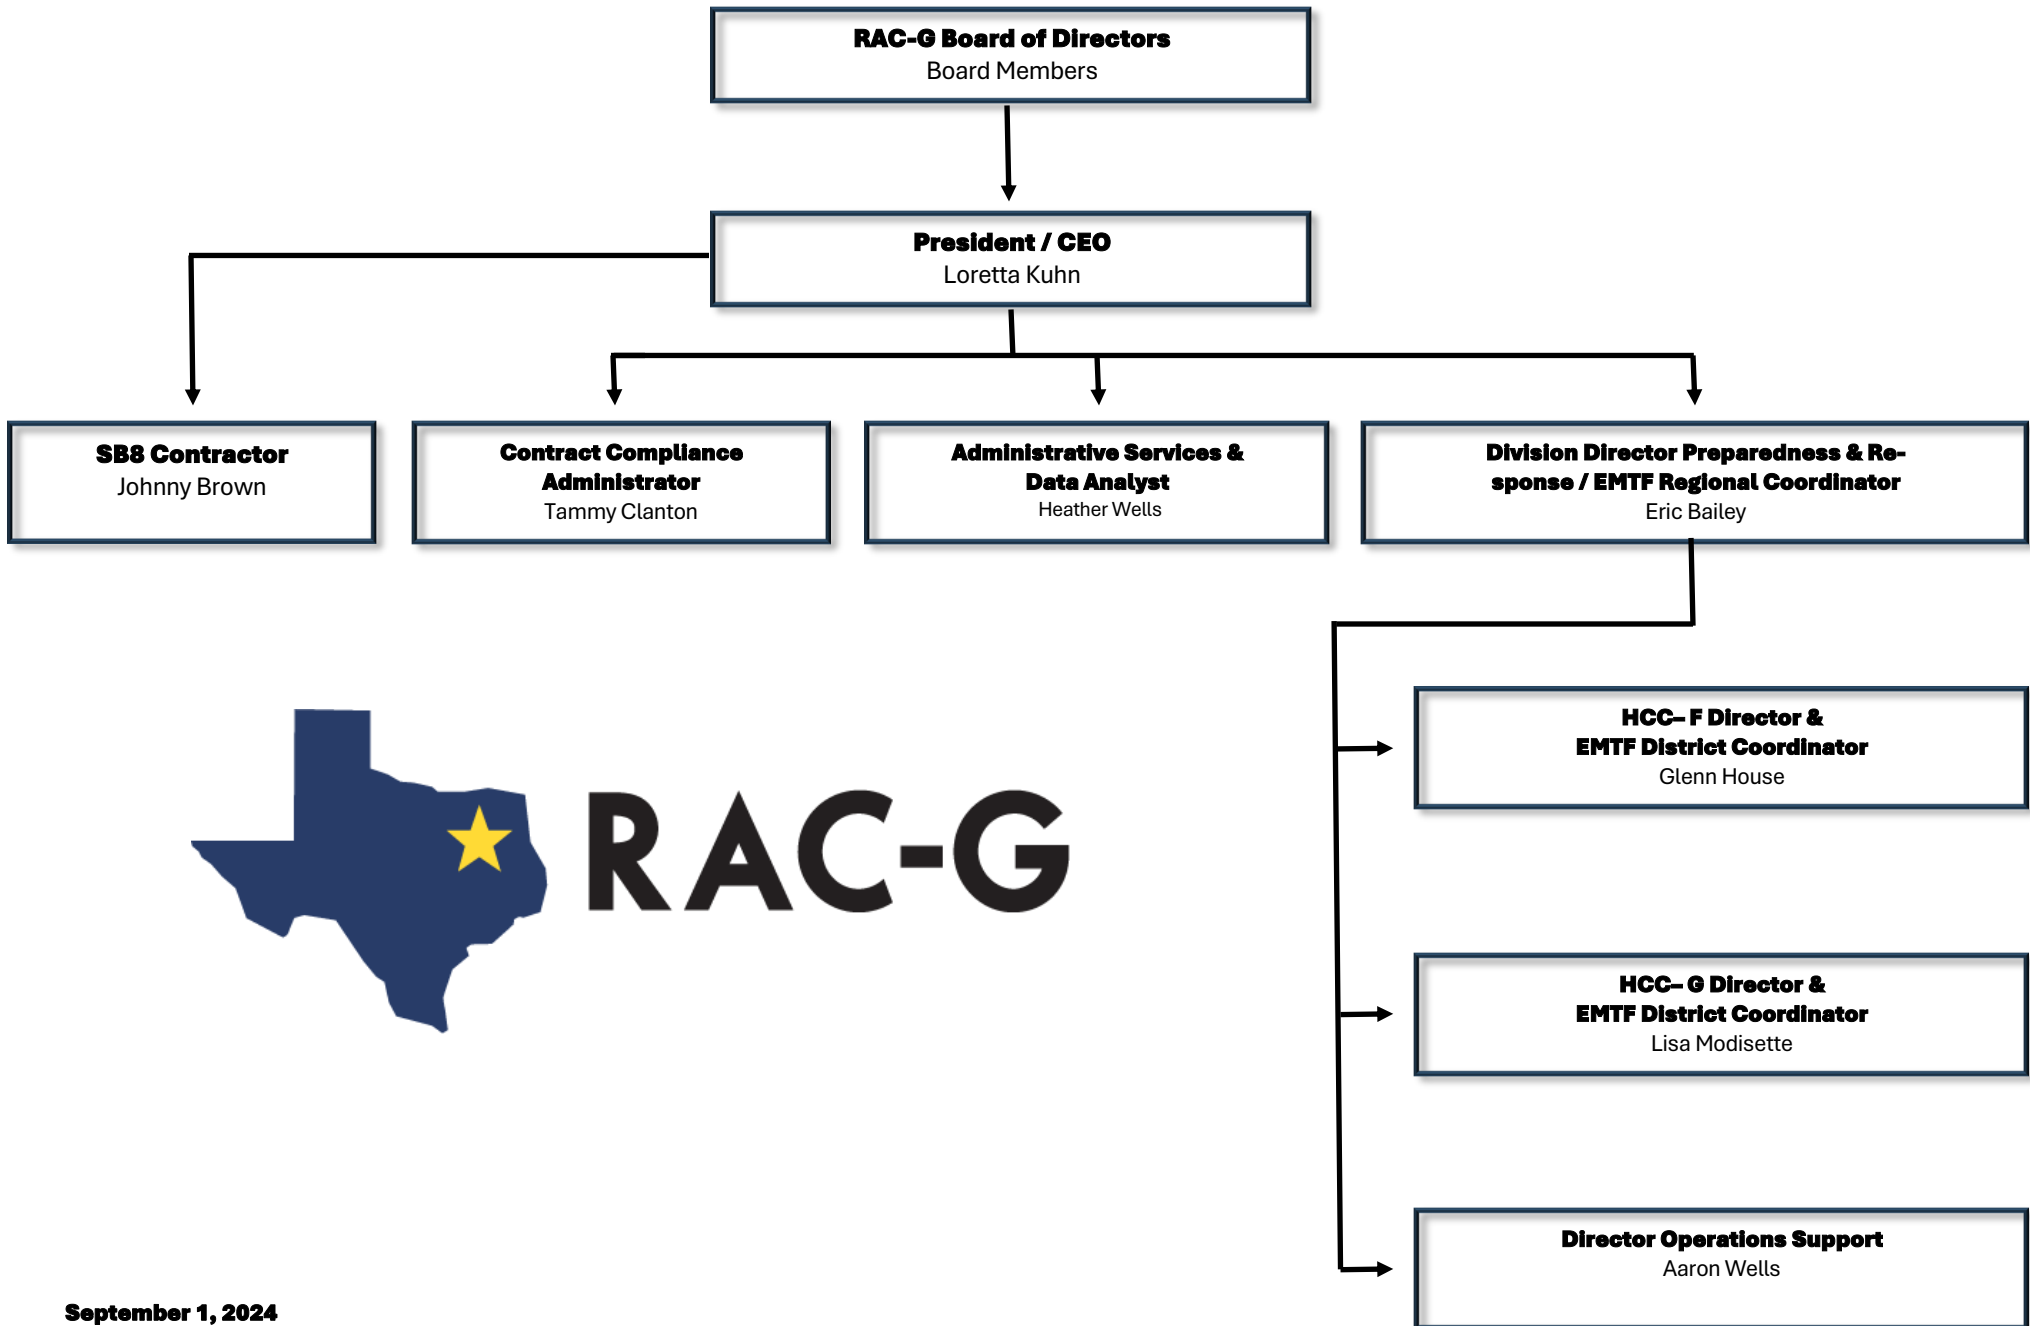 RAC-G Board of Directors
Board Members
President / CEO
Loretta Kuhn
SB8 Contractor
Johnny Brown
Contract Compliance
Administrator
Tammy Clanton
Administrative Services &
Data Analyst
Heather Wells
Division Director Preparedness & Re-
sponse / EMTF Regional Coordinator
Eric Bailey
HCC– F Director &
EMTF District Coordinator
Glenn House
RAC-G
HCC– G Director &
EMTF District Coordinator
Lisa Modisette
Director Operations Support
Aaron Wells
September 1, 2024